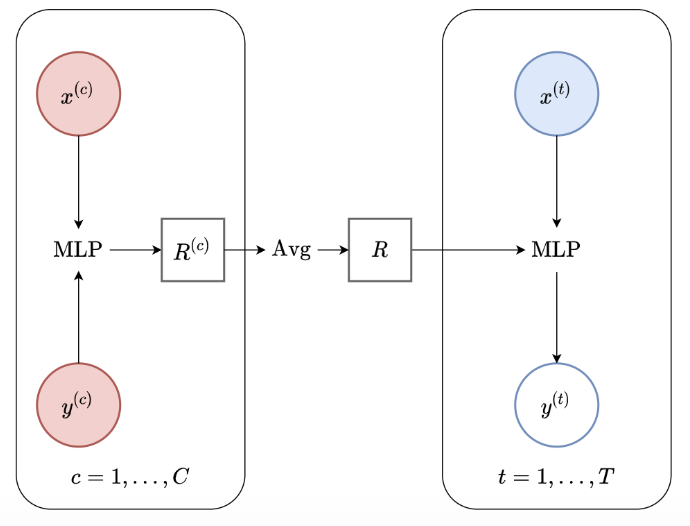 x^{(c)}
x^{(t)}
MLP
R^{(c)}
Avg
R
MLP
y^{(c)}
y^{(t)}
c = 1, . . . , C
t = 1, . . . , T